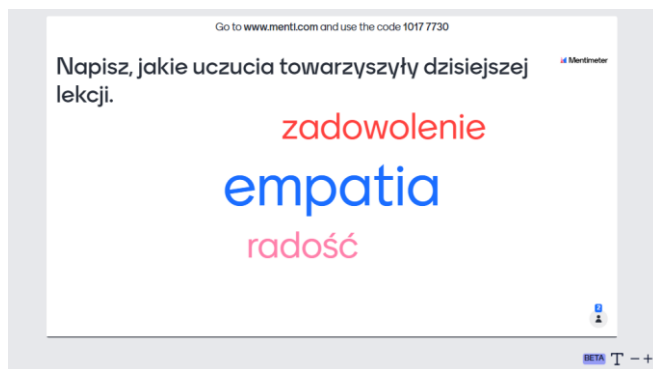 Go to www.menti.com and use the code 1017 7730
Napisz, jakie uczucia towarzyszyły dzisiejszej
lekcji.
Mentimeter
zadowolenie
empatia
radość
2
BETA T − +